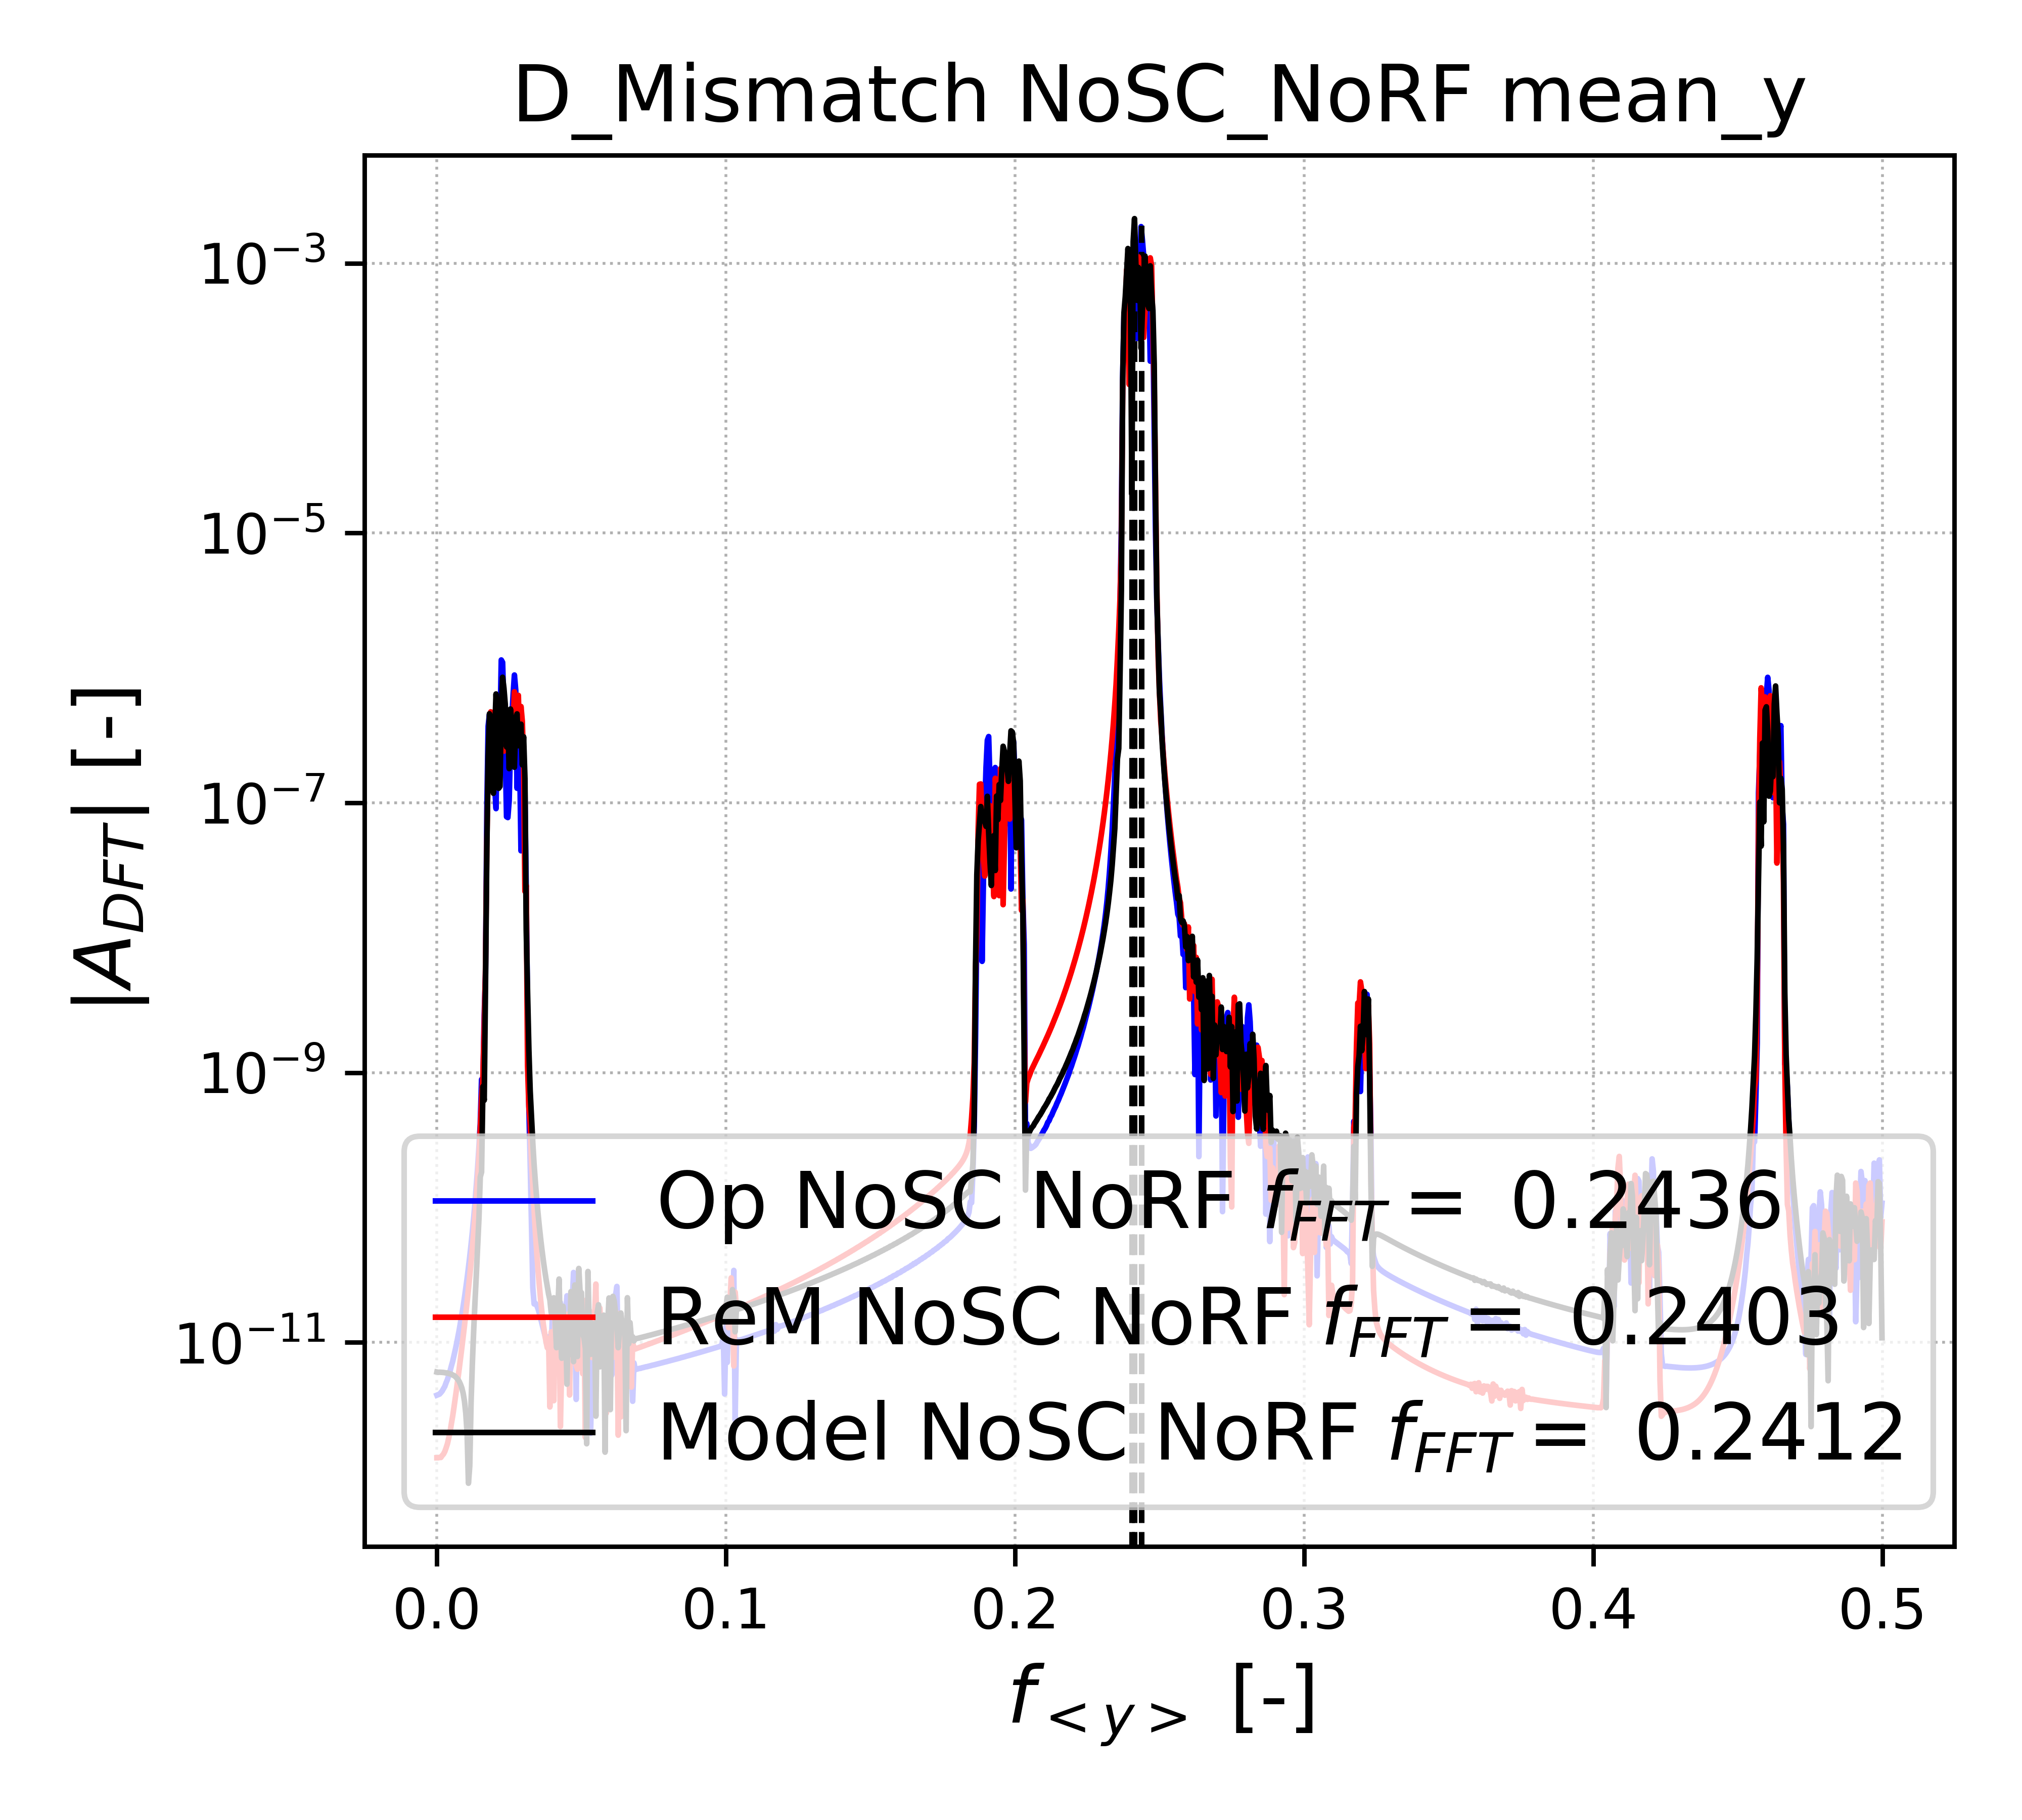 D_Mismatch NoSC_NoRF mean_y
|A_DFT| [-]
10⁻³
10⁻⁵
10⁻⁷
10⁻⁹
10⁻¹¹
Op NoSC NoRF f_FFT = 0.2436
ReM NoSC NoRF f_FFT = 0.2403
Model NoSC NoRF f_FFT = 0.2412
0.0 0.1 0.2 0.3 0.4 0.5
f_<y> [-]